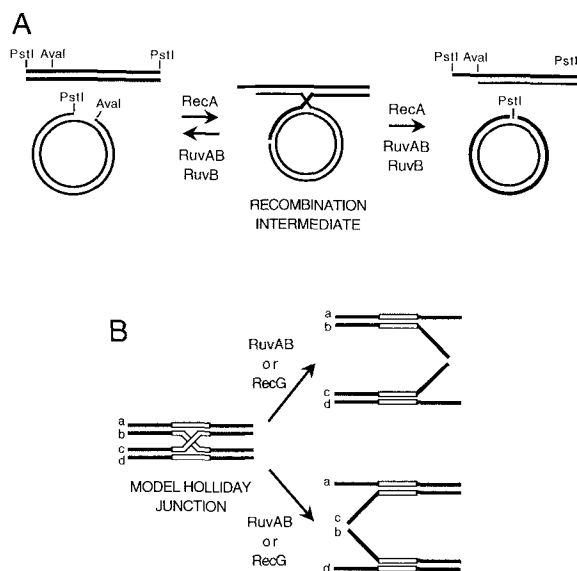 A
PstI AvaI PstI
PstI AvaI
RecA
RuvAB
RuvB
RECOMBINATION
INTERMEDIATE
RecA
RuvAB
RuvB
PstI AvaI PstI
PstI
B
a
b
c
d
MODEL HOLLIDAY
JUNCTION
RuvAB
or
RecG
a
b
c
d
RuvAB
or
RecG
a
c
b
d